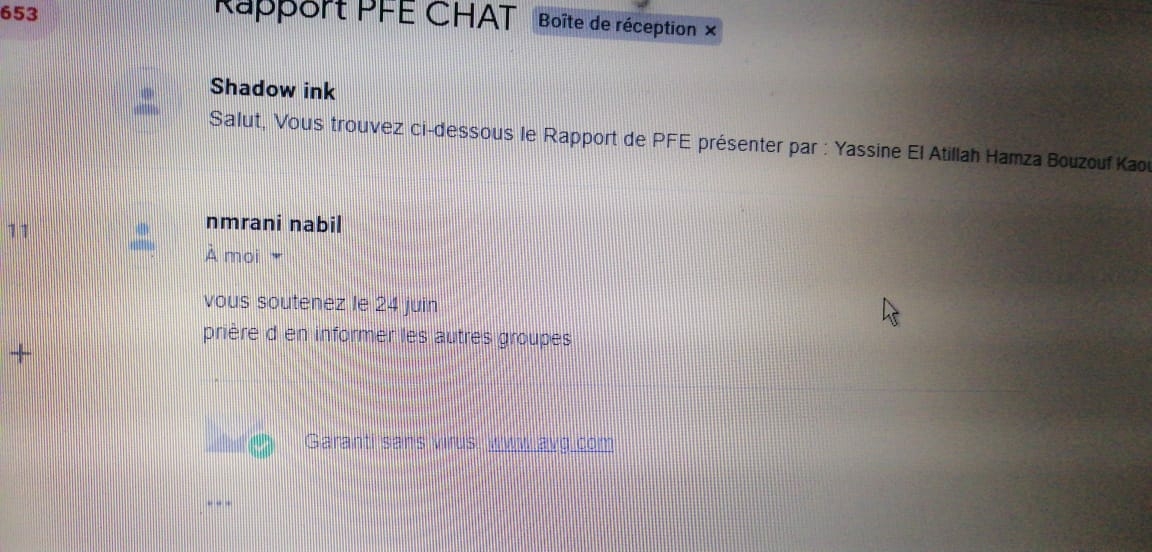 653
Rapport PFE CHAT Boîte de réception ×
Shadow ink
Salut, Vous trouvez ci-dessous le Rapport de PFE présenter par : Yassine El Atillah Hamza Bouzouf Kaou
nmrani nabil
11
À moi
vous soutenez le 24 juin
prière d en informer les autres groupes
Garanti sans virus. www.avg.com